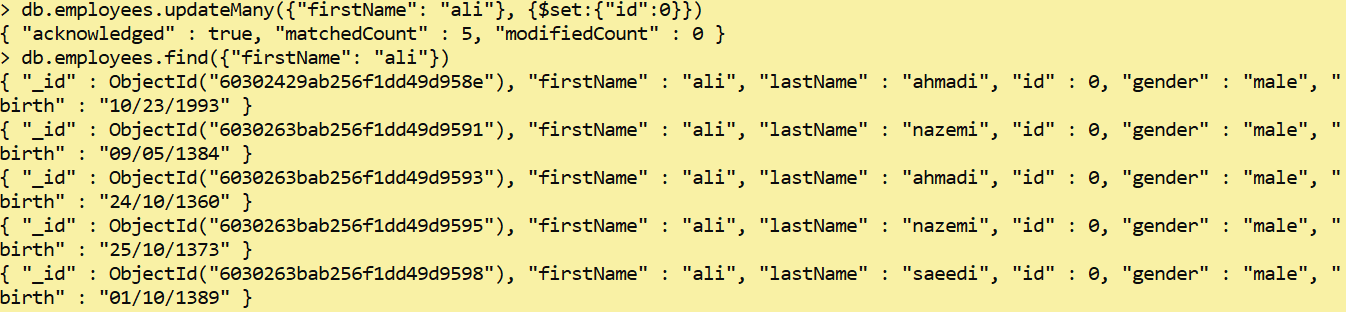 > db.employees.updateMany({"firstName": "ali"}, {$set:{"id":0}})
{ "acknowledged" : true, "matchedCount" : 5, "modifiedCount" : 0 }
> db.employees.find({"firstName": "ali"})
{ "_id" : ObjectId("60302429ab256f1dd49d958e"), "firstName" : "ali", "lastName" : "ahmadi", "id" : 0, "gender" : "male", "
birth" : "10/23/1993" }
{ "_id" : ObjectId("6030263bab256f1dd49d9591"), "firstName" : "ali", "lastName" : "nazemi", "id" : 0, "gender" : "male", "
birth" : "09/05/1384" }
{ "_id" : ObjectId("6030263bab256f1dd49d9593"), "firstName" : "ali", "lastName" : "ahmadi", "id" : 0, "gender" : "male", "
birth" : "24/10/1360" }
{ "_id" : ObjectId("6030263bab256f1dd49d9595"), "firstName" : "ali", "lastName" : "nazemi", "id" : 0, "gender" : "male", "
birth" : "25/10/1373" }
{ "_id" : ObjectId("6030263bab256f1dd49d9598"), "firstName" : "ali", "lastName" : "saeedi", "id" : 0, "gender" : "male", "
birth" : "01/10/1389" }